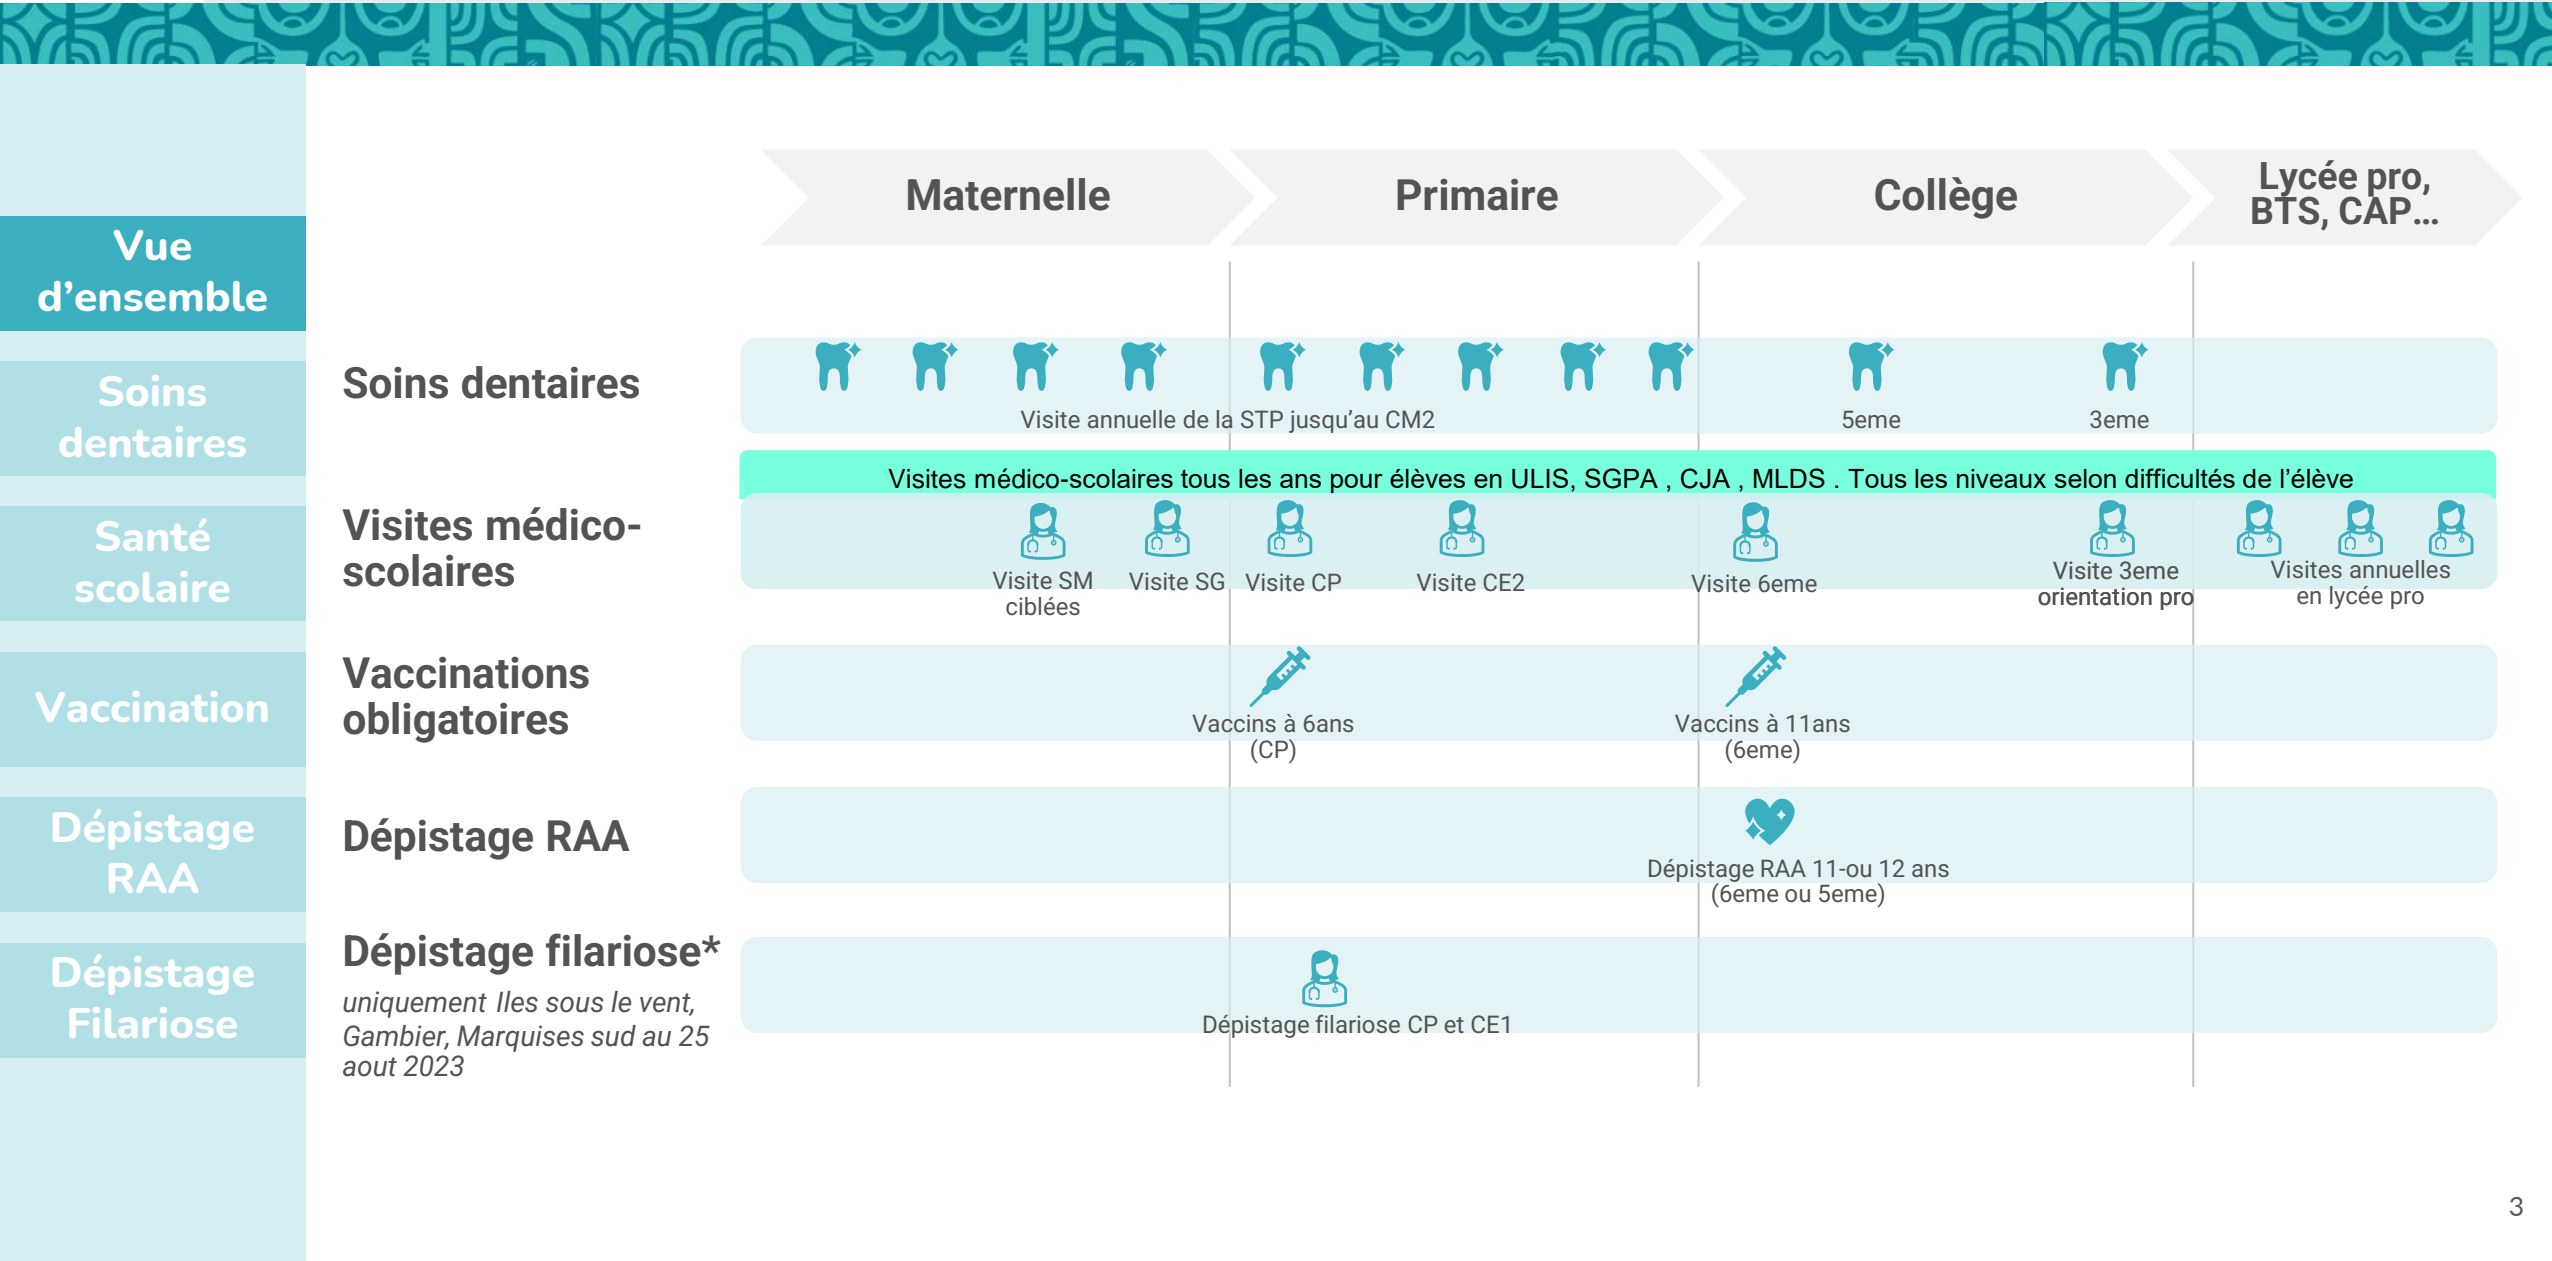 Maternelle
Primaire
Collège
Lycée pro,
BTS, CAP...
Vue
d'ensemble
Soins
dentaires
Santé
scolaire
Vaccination
Dépistage
RAA
Dépistage
Filariose
Soins dentaires
Visite annuelle de la STP jusqu'au CM2
5eme
3eme
Visites médico-scolaires tous les ans pour élèves en ULIS, SGPA , CJA , MLDS . Tous les niveaux selon difficultés de l'élève
Visites médico-
scolaires
Visite SM
ciblées
Visite SG
Visite CP
Visite CE2
Visite 6eme
Visite 3eme
orientation pro
Visites annuelles
en lycée pro
Vaccinations
obligatoires
Vaccins à 6ans
(CP)
Vaccins à 11ans
(6eme)
Dépistage RAA
Dépistage RAA 11-ou 12 ans
(6eme ou 5eme)
Dépistage filariose*
uniquement Iles sous le vent,
Gambier, Marquises sud au 25
aout 2023
Dépistage filariose CP et CE1
3